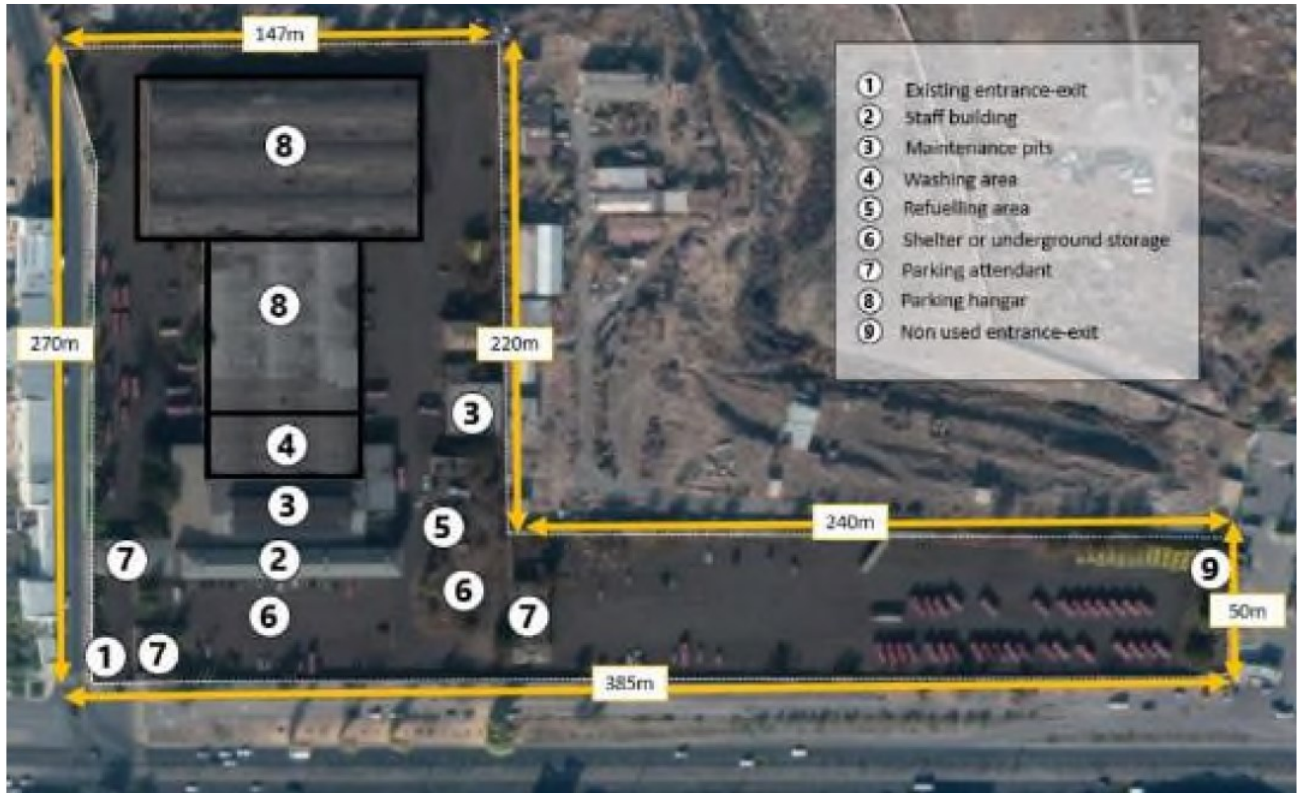 147m
① Existing entrance-exit
② Staff building
③ Maintenance pits
④ Washing area
⑤ Refuelling area
⑥ Shelter or underground storage
⑦ Parking attendant
⑧ Parking hangar
⑨ Non used entrance-exit
8
8
270m
220m
3
4
3
5
240m
7
2
9
6
6
7
50m
1
7
385m